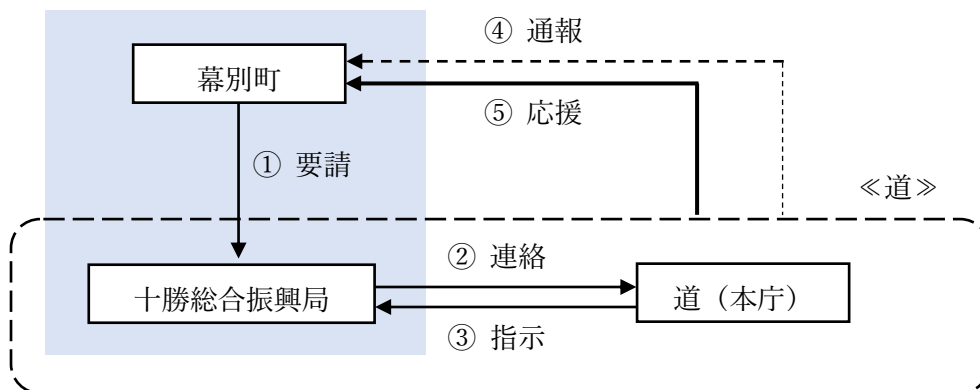 ④ 通報
幕別町
⑤ 応援
① 要請
≪道≫
② 連絡
十勝総合振興局
道（本庁）
③ 指示